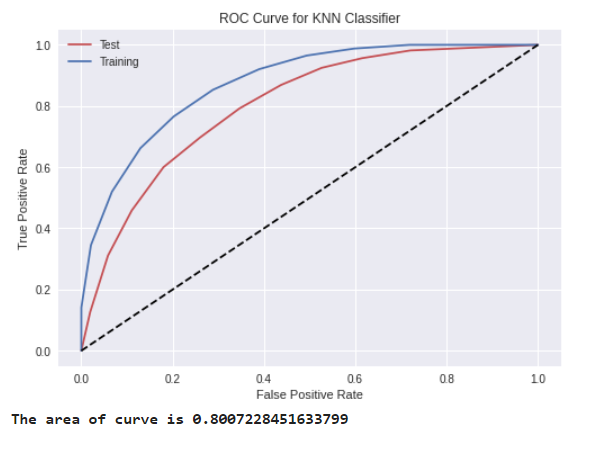 ROC Curve for KNN Classifier
Test
Training
True Positive Rate
1.0
0.8
0.6
0.4
0.2
0.0
0.0 0.2 0.4 0.6 0.8 1.0
False Positive Rate
The area of curve is 0.8007228451633799